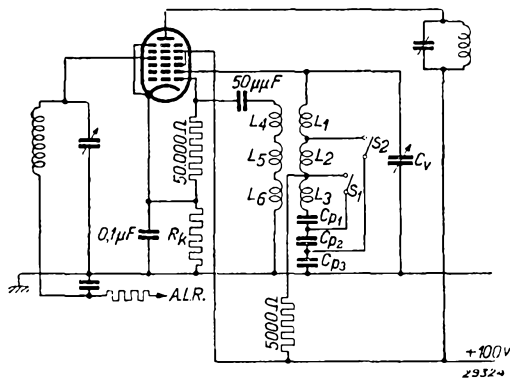 50μμF
L4
L1
L5
L2
L6
L3
S2
S1
Cv
50.000Ω
0,1μF
Rk
Cp1
Cp2
Cp3
A.L.R.
5000Ω
+100V
29324